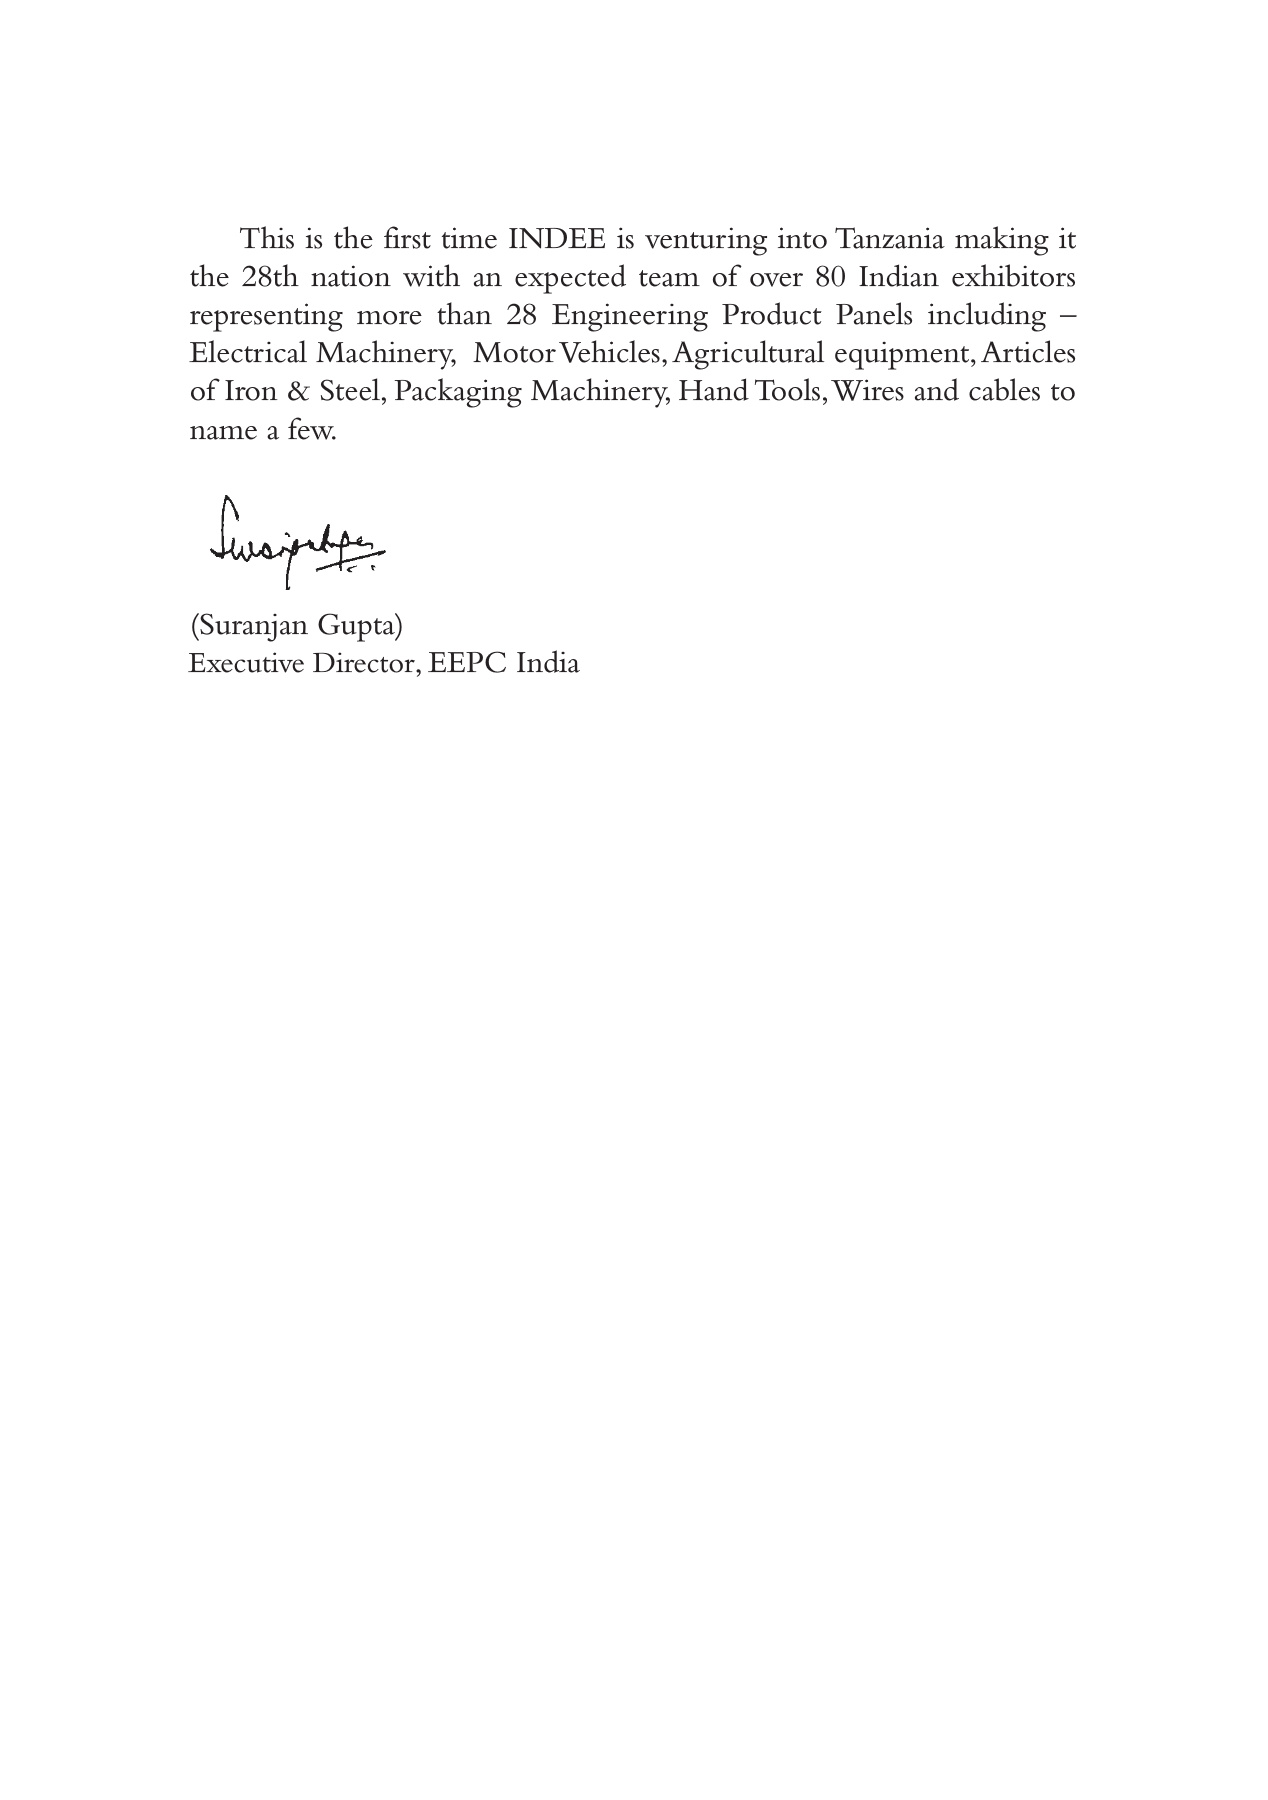 This is the first time INDEE is venturing into Tanzania making it
the 28th nation with an expected team of over 80 Indian exhibitors
representing more than 28 Engineering Product Panels including –
Electrical Machinery, Motor Vehicles, Agricultural equipment, Articles
of Iron & Steel, Packaging Machinery, Hand Tools, Wires and cables to
name a few.
(Suranjan Gupta)
Executive Director, EEPC India